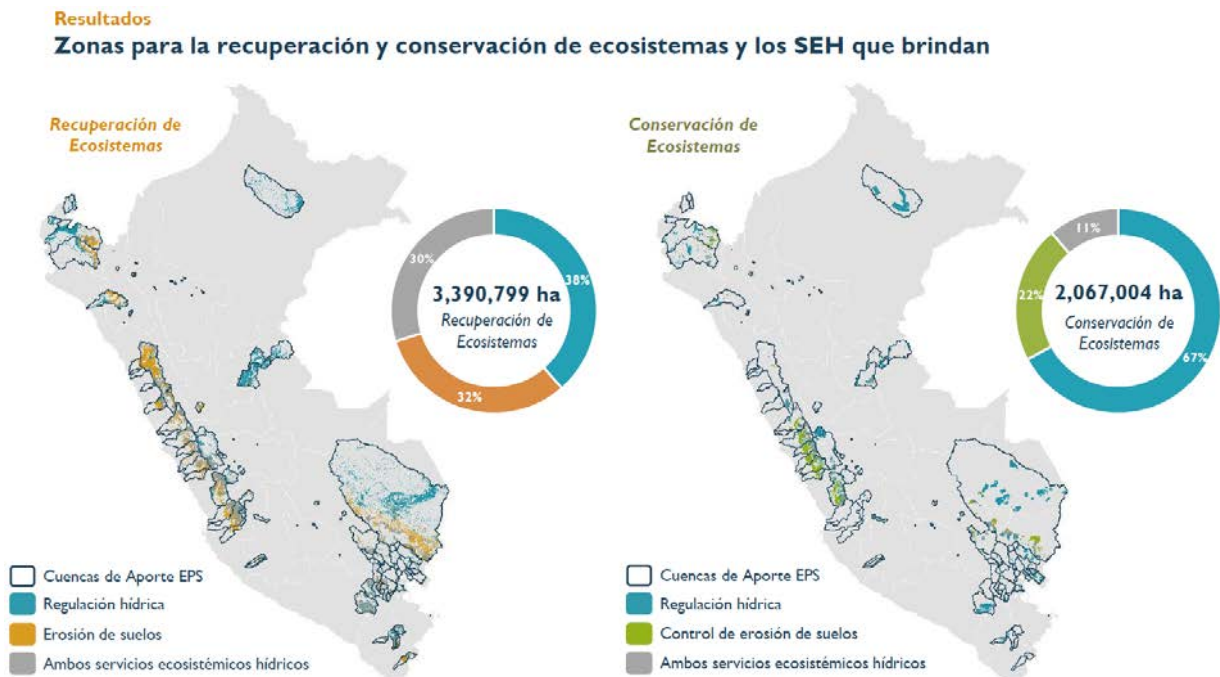 Resultados
Zonas para la recuperación y conservación de ecosistemas y los SEH que brindan
Recuperación de
Ecosistemas
30%
38%
3,390,799 ha
Recuperación de
Ecosistemas
32%
Cuencas de Aporte EPS
Regulación hídrica
Erosión de suelos
Ambos servicios ecosistémicos hídricos
Conservación de
Ecosistemas
11%
22%
2,067,004 ha
Conservación de
Ecosistemas
67%
Cuencas de Aporte EPS
Regulación hídrica
Control de erosión de suelos
Ambos servicios ecosistémicos hídricos